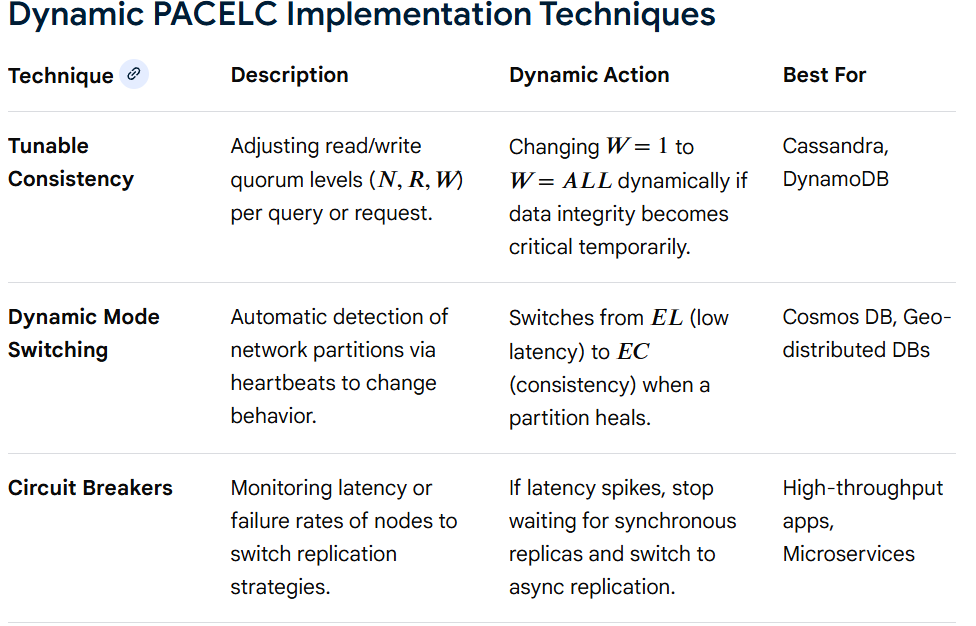 Dynamic PACELC Implementation Techniques
Technique Description Dynamic Action Best For
Tunable
Consistency
Adjusting read/write
quorum levels (N, R, W)
per query or request.
Changing W = 1 to
W = ALL dynamically if
data integrity becomes
critical temporarily.
Cassandra,
DynamoDB
Dynamic Mode
Switching
Automatic detection of
network partitions via
heartbeats to change
behavior.
Switches from EL (low
latency) to EC
(consistency) when a
partition heals.
Cosmos DB, Geo-
distributed DBs
Circuit Breakers
Monitoring latency or
failure rates of nodes to
switch replication
strategies.
If latency spikes, stop
waiting for synchronous
replicas and switch to
async replication.
High-throughput
apps,
Microservices